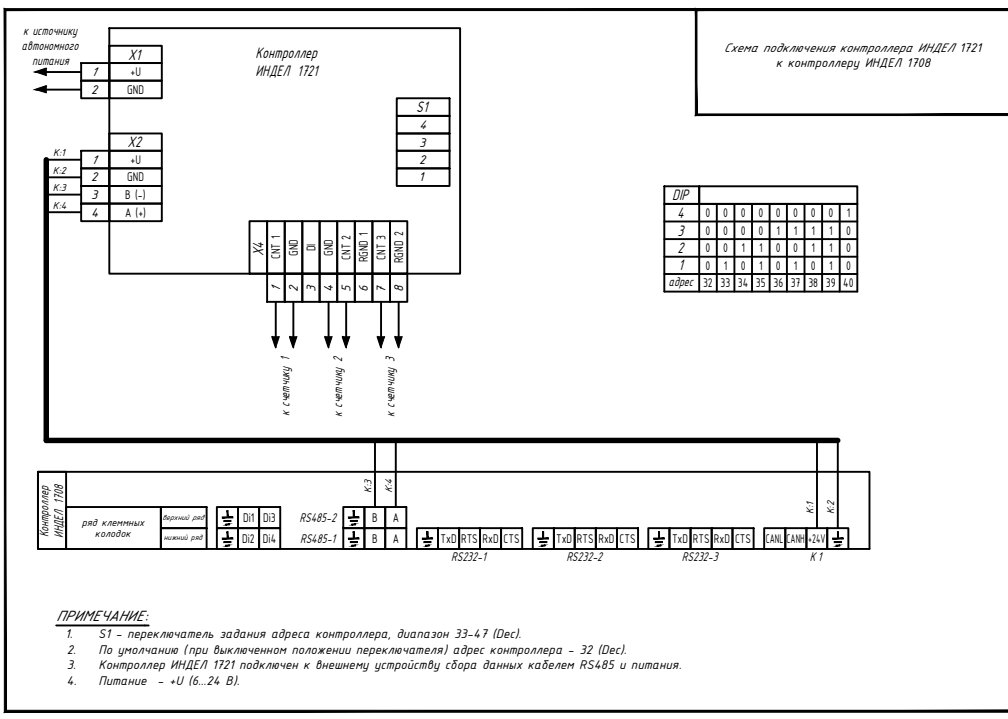 к источнику
автономного
питания
X1
1 +U
2 GND
Контроллер
ИНДЕЛ 1721
Схема подключения контроллера ИНДЕЛ 1721
к контроллеру ИНДЕЛ 1708
S1
4
3
2
1
X2
К:1 1 +U
К:2 2 GND
К:3 3 B (-)
К:4 4 A (+)
DIP
4 0 0 0 0 0 0 0 0 1
3 0 0 0 0 1 1 1 1 0
2 0 0 1 1 0 0 1 1 0
1 0 1 0 1 0 1 0 1 0
адрес 32 33 34 35 36 37 38 39 40
X4 CNT 1 GND DI GND CNT 2 RGND 1 CNT 3 RGND 2
1 2 3 4 5 6 7 8
к счетчику 1
к счетчику 2
к счетчику 3
К:3 К:4 К:1 К:2
Контроллер
ИНДЕЛ 1708
ряд клеммных
колодок
верхний ряд Di1 Di3 RS485-2 B A
нижний ряд Di2 Di4 RS485-1 B A
TxD RTS RxD CTS TxD RTS RxD CTS TxD RTS RxD CTS CANL CANH +24V
RS232-1 RS232-2 RS232-3 К1
ПРИМЕЧАНИЕ:
1. S1 - переключатель задания адреса контроллера, диапазон 33-47 (Dec).
2. По умолчанию (при выключенном положении переключателя) адрес контроллера - 32 (Dec).
3. Контроллер ИНДЕЛ 1721 подключен к внешнему устройству сбора данных кабелем RS485 и питания.
4. Питание - +U (6...24 В).